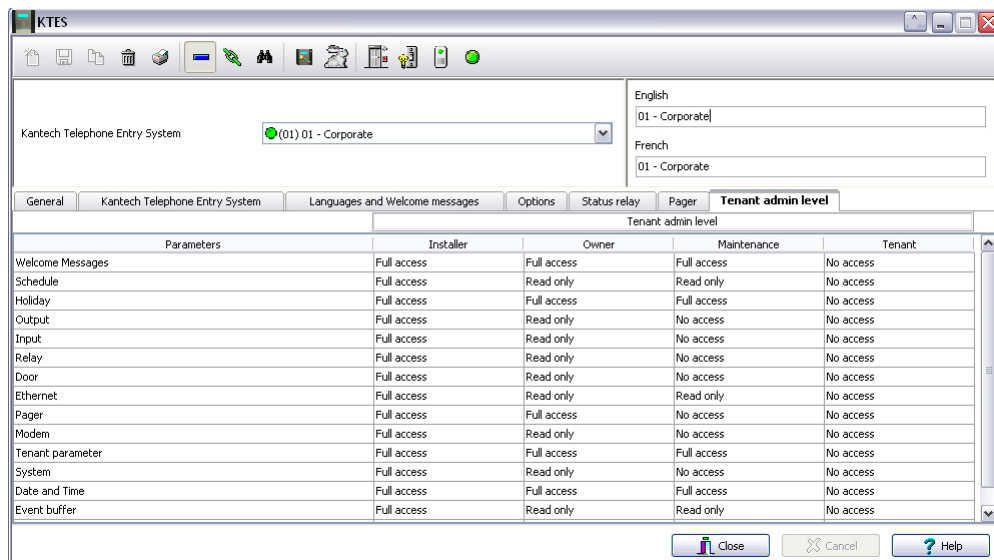 KTES
English
01 - Corporate
Kantech Telephone Entry System (01) 01 - Corporate
French
01 - Corporate
General Kantech Telephone Entry System Languages and Welcome messages Options Status relay Pager Tenant admin level
Tenant admin level
Parameters Installer Owner Maintenance Tenant
Welcome Messages Full access Full access Full access No access
Schedule Full access Read only Read only No access
Holiday Full access Full access Full access No access
Output Full access Read only No access No access
Input Full access Read only No access No access
Relay Full access Read only No access No access
Door Full access Read only No access No access
Ethernet Full access Read only Read only No access
Pager Full access Full access No access No access
Modem Full access Read only No access No access
Tenant parameter Full access Full access Full access No access
System Full access Read only No access No access
Date and Time Full access Full access Full access No access
Event buffer Full access Read only Read only No access
Close Cancel ? Help